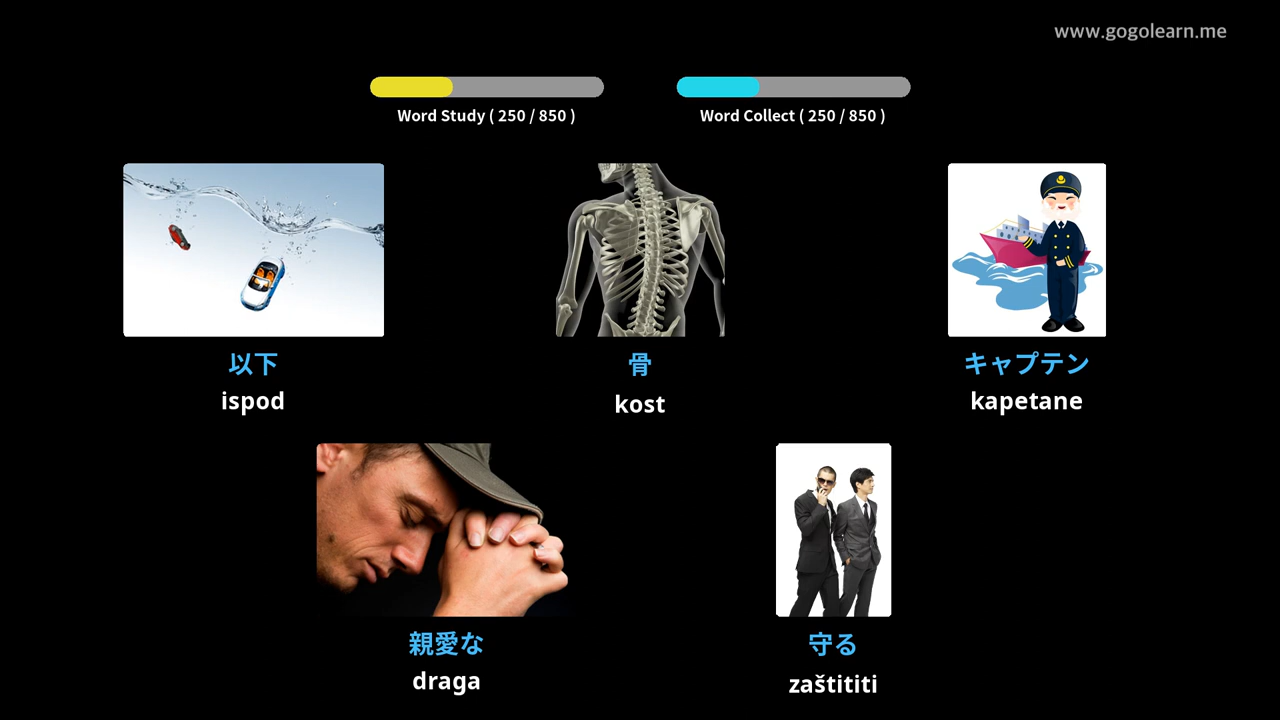 www.gogolearn.me
Word Study ( 250 / 850 )
Word Collect ( 250 / 850 )
以下
ispod
骨
kost
キャプテン
kapetane
親愛な
draga
守る
zaštititi